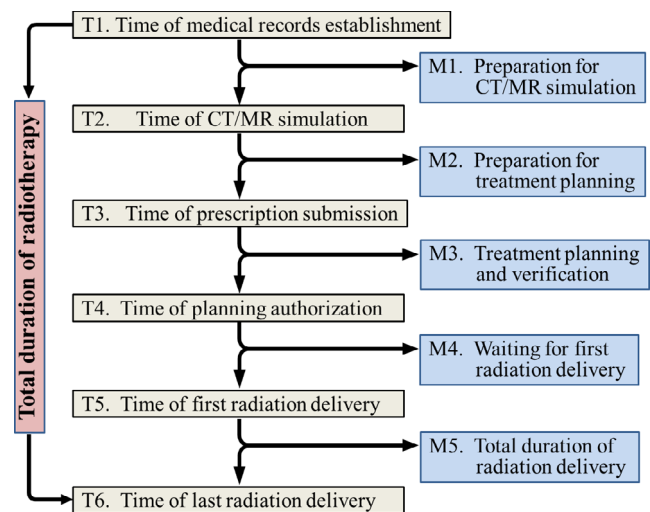 T1. Time of medical records establishment
M1. Preparation for
CT/MR simulation
T2. Time of CT/MR simulation
M2. Preparation for
treatment planning
T3. Time of prescription submission
M3. Treatment planning
and verification
T4. Time of planning authorization
M4. Waiting for first
radiation delivery
T5. Time of first radiation delivery
M5. Total duration of
radiation delivery
T6. Time of last radiation delivery
Total duration of radiotherapy